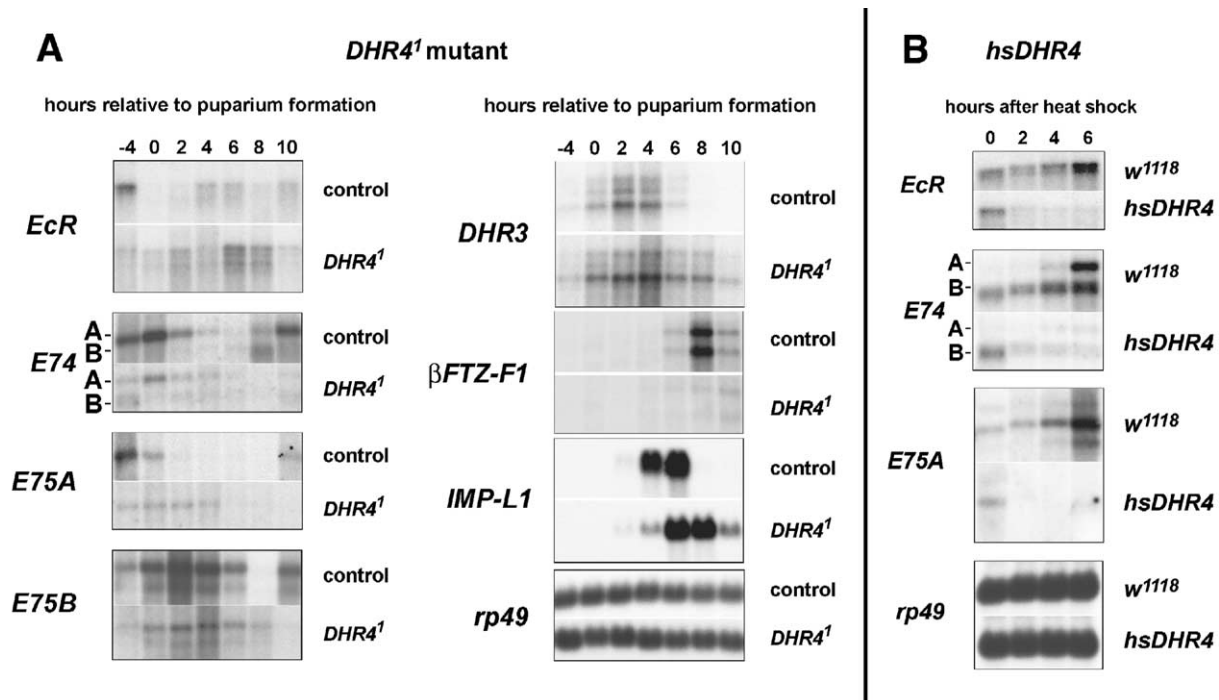 A
DHR4¹ mutant
hours relative to puparium formation
-4 0 2 4 6 8 10
EcR
control
DHR4¹
E74
A-
B-
control
A-
B-
DHR4¹
E75A
control
DHR4¹
E75B
control
DHR4¹
hours relative to puparium formation
-4 0 2 4 6 8 10
DHR3
control
DHR4¹
βFTZ-F1
control
DHR4¹
IMP-L1
control
DHR4¹
rp49
control
DHR4¹
B
hsDHR4
hours after heat shock
0 2 4 6
EcR
w¹¹¹⁸
hsDHR4
E74
A-
B-
w¹¹¹⁸
A-
B-
hsDHR4
E75A
w¹¹¹⁸
hsDHR4
rp49
w¹¹¹⁸
hsDHR4